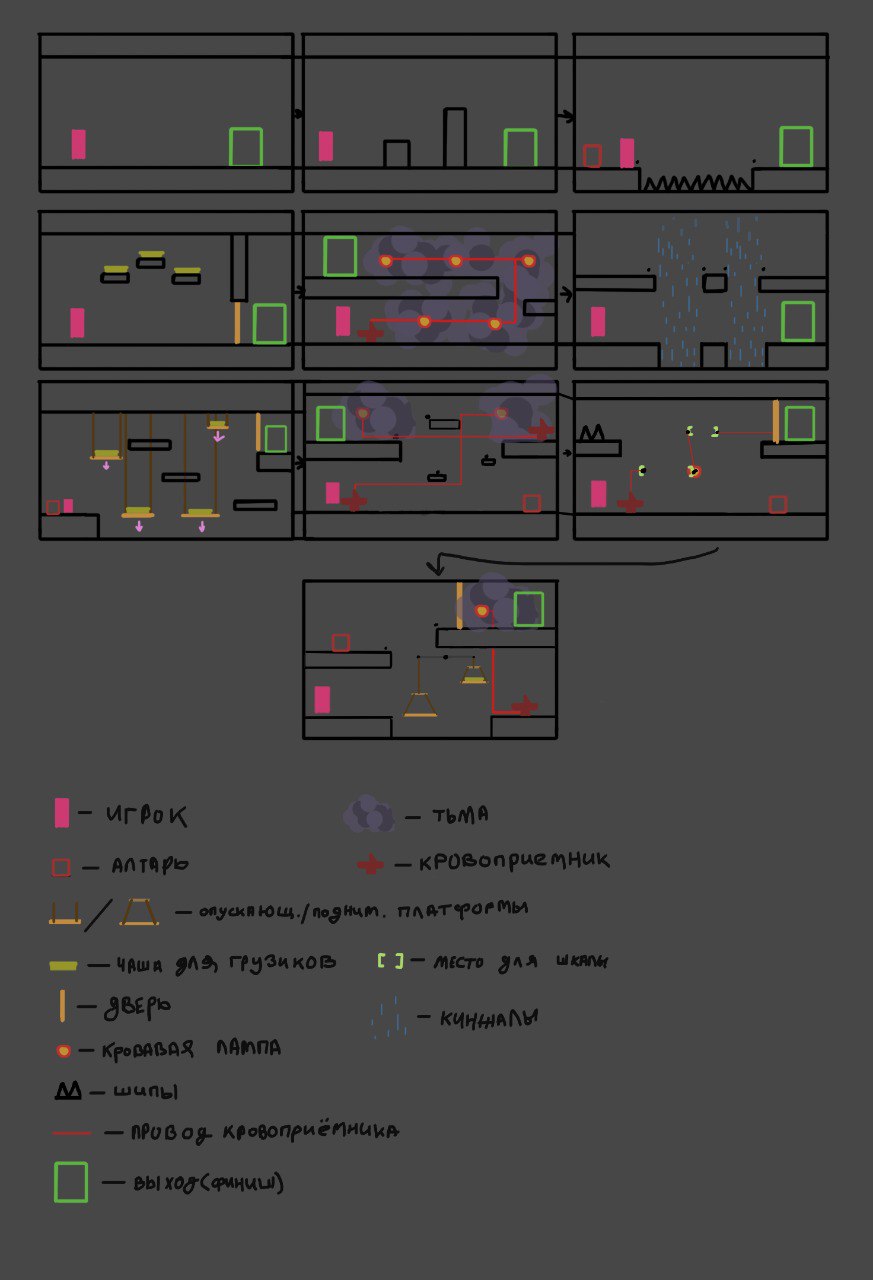 - ИГРОК
- ТЬМА
- АЛТАРЬ
- КРОВОПРИЕМНИК
/ - опускающ./подним. ПЛАТФОРМЫ
- ЧАША ДЛЯ ГРУЗИКОВ
- МЕСТО ДЛЯ ШКАЛЫ
- ДВЕРЬ
- КИНЖАЛЫ
- КРОВАВАЯ ЛАМПА
- ШИПЫ
- ПРОВОД КРОВОПРИЁМНИКА
- ВЫХОД(ФИНИШ)